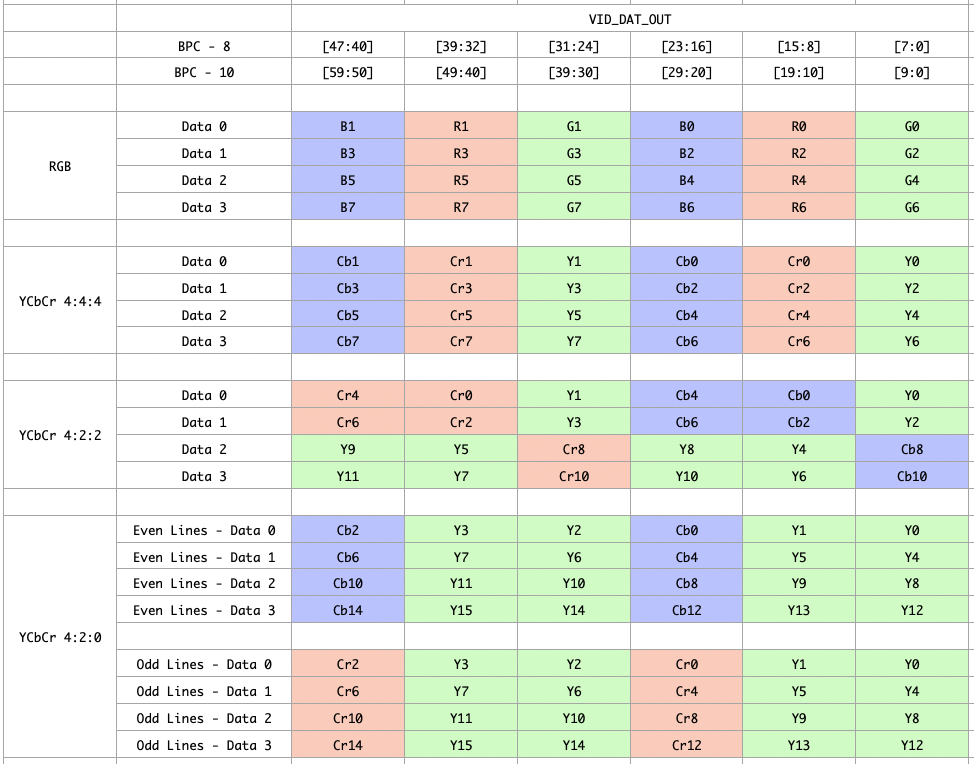 VID_DAT_OUT
BPC - 8 [47:40] [39:32] [31:24] [23:16] [15:8] [7:0]
BPC - 10 [59:50] [49:40] [39:30] [29:20] [19:10] [9:0]
RGB
Data 0 B1 R1 G1 B0 R0 G0
Data 1 B3 R3 G3 B2 R2 G2
Data 2 B5 R5 G5 B4 R4 G4
Data 3 B7 R7 G7 B6 R6 G6
YCbCr 4:4:4
Data 0 Cb1 Cr1 Y1 Cb0 Cr0 Y0
Data 1 Cb3 Cr3 Y3 Cb2 Cr2 Y2
Data 2 Cb5 Cr5 Y5 Cb4 Cr4 Y4
Data 3 Cb7 Cr7 Y7 Cb6 Cr6 Y6
YCbCr 4:2:2
Data 0 Cr4 Cr0 Y1 Cb4 Cb0 Y0
Data 1 Cr6 Cr2 Y3 Cb6 Cb2 Y2
Data 2 Y9 Y5 Cr8 Y8 Y4 Cb8
Data 3 Y11 Y7 Cr10 Y10 Y6 Cb10
YCbCr 4:2:0
Even Lines - Data 0 Cb2 Y3 Y2 Cb0 Y1 Y0
Even Lines - Data 1 Cb6 Y7 Y6 Cb4 Y5 Y4
Even Lines - Data 2 Cb10 Y11 Y10 Cb8 Y9 Y8
Even Lines - Data 3 Cb14 Y15 Y14 Cb12 Y13 Y12
Odd Lines - Data 0 Cr2 Y3 Y2 Cr0 Y1 Y0
Odd Lines - Data 1 Cr6 Y7 Y6 Cr4 Y5 Y4
Odd Lines - Data 2 Cr10 Y11 Y10 Cr8 Y9 Y8
Odd Lines - Data 3 Cr14 Y15 Y14 Cr12 Y13 Y12